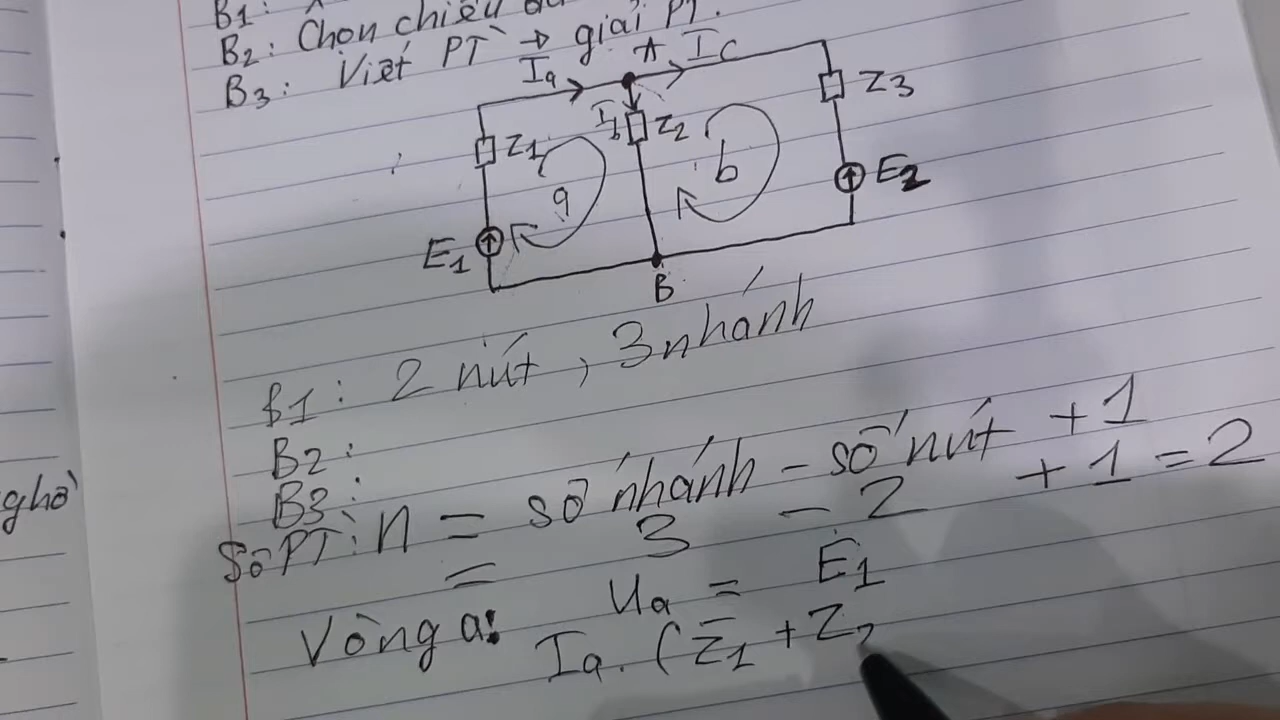 B1:
B2: Chọn chiều
B3: Viết PT → giải PT.
Ia A Ic
Z1 Ib Z2 Z3
a b
E1 E2
B
B1: 2 nút, 3 nhánh
B2:
B3:
Số PT: n = số nhánh - số nút + 1
= 3 - 2 + 1 = 2
Vòng a: Ua = E1
Ia. (Z1 + Z2